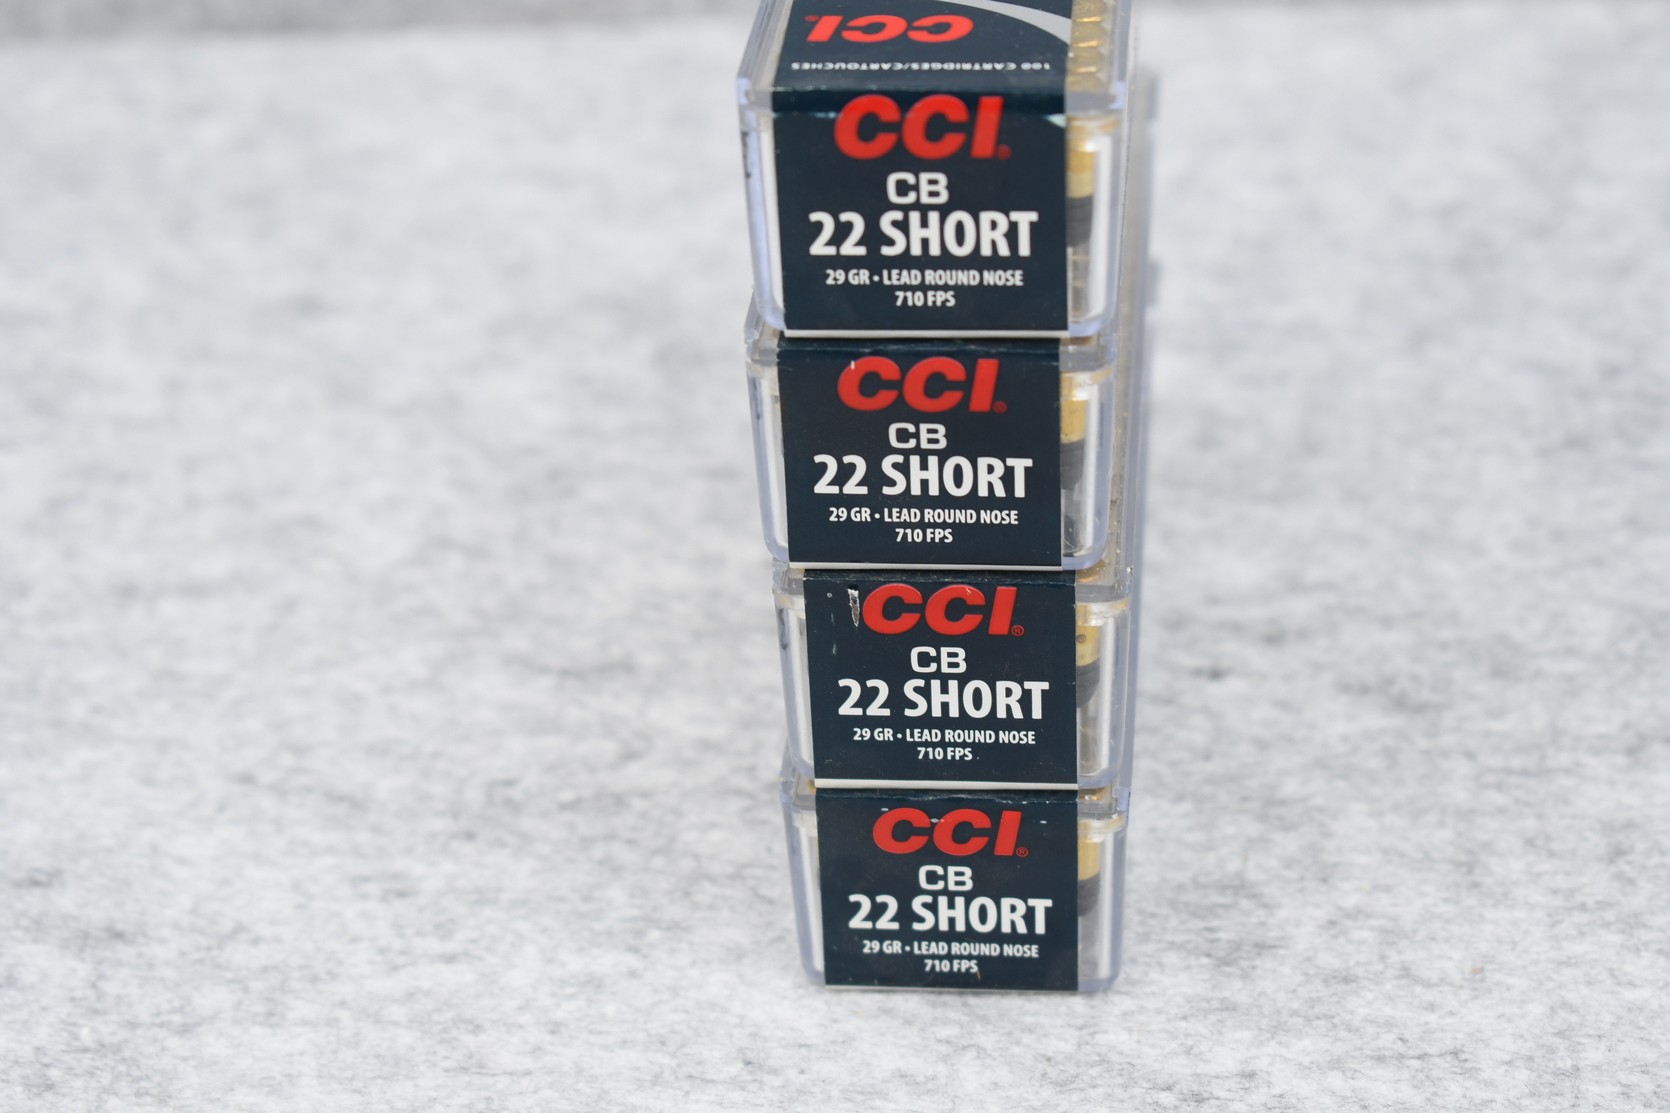 CCI®
100 CARTRIDGES/CARTOUCHES
CCI®
CB
22 SHORT
29 GR • LEAD ROUND NOSE
710 FPS
CCI®
CB
22 SHORT
29 GR • LEAD ROUND NOSE
710 FPS
CCI®
CB
22 SHORT
29 GR • LEAD ROUND NOSE
710 FPS
CCI®
CB
22 SHORT
29 GR • LEAD ROUND NOSE
710 FPS